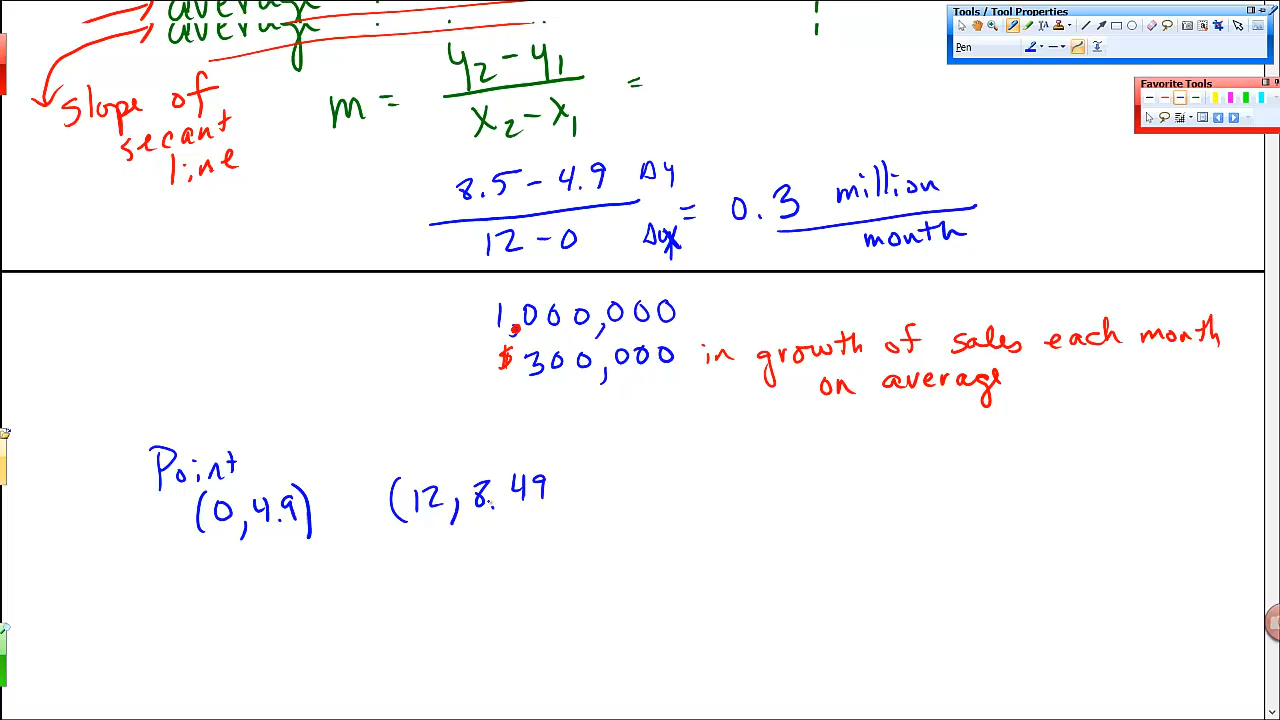 average
average
slope of
secant
line
m = y₂ - y₁ / x₂ - x₁ =
8.5 - 4.9 Δy
12 - 0 Δx
= 0.3 million
month
1,000,000
$300,000 in growth of sales each month
on average
Point
(0, 4.9) (12, 8.49
Tools / Tool Properties
Pen
Favorite Tools